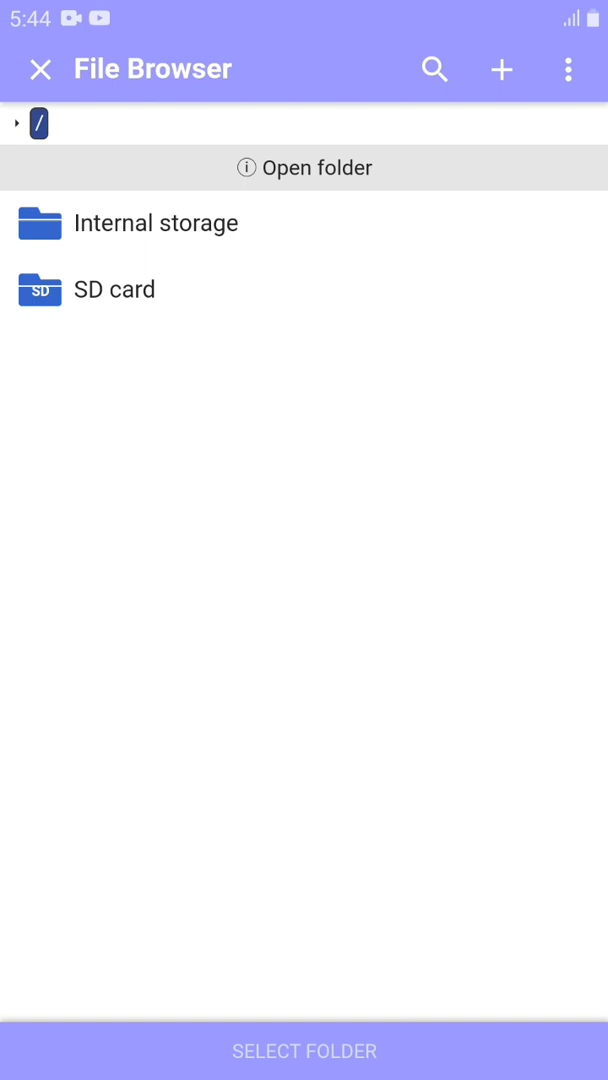 5:44
File Browser
/
Open folder
Internal storage
SD
SD card
SELECT FOLDER